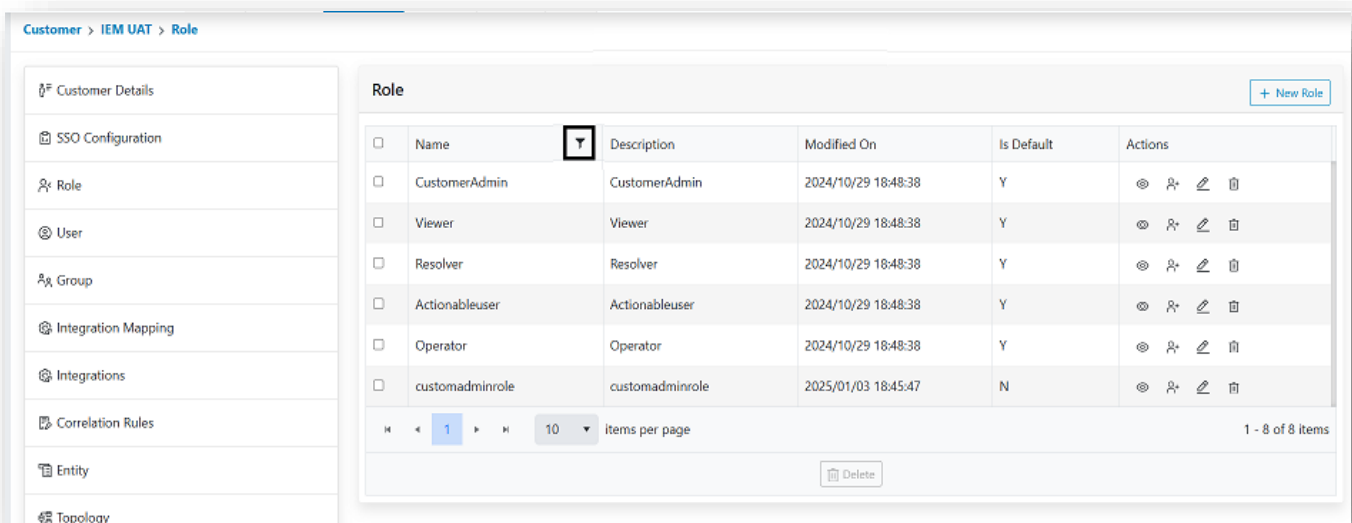 Customer > IEM UAT > Role
Customer Details
SSO Configuration
Role
User
Group
Integration Mapping
Integrations
Correlation Rules
Entity
Topology
Role
+ New Role
Name Description Modified On Is Default Actions
CustomerAdmin CustomerAdmin 2024/10/29 18:48:38 Y
Viewer Viewer 2024/10/29 18:48:38 Y
Resolver Resolver 2024/10/29 18:48:38 Y
Actionableuser Actionableuser 2024/10/29 18:48:38 Y
Operator Operator 2024/10/29 18:48:38 Y
customadminrole customadminrole 2025/01/03 18:45:47 N
1 10 items per page 1 - 8 of 8 items
Delete